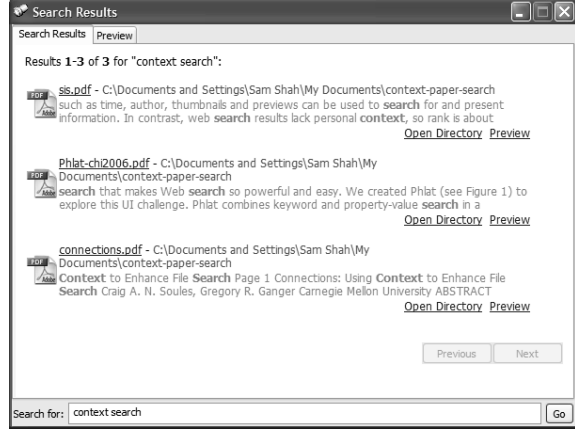 Search Results
Search Results Preview
Results 1-3 of 3 for "context search":
sis.pdf - C:\Documents and Settings\Sam Shah\My Documents\context-paper-search
such as time, author, thumbnails and previews can be used to search for and present
information. In contrast, web search results lack personal context, so rank is about
Open Directory Preview
Phlat-chi2006.pdf - C:\Documents and Settings\Sam Shah\My
Documents\context-paper-search
search that makes Web search so powerful and easy. We created Phlat (see Figure 1) to
explore this UI challenge. Phlat combines keyword and property-value search in a
Open Directory Preview
connections.pdf - C:\Documents and Settings\Sam Shah\My
Documents\context-paper-search
Context to Enhance File Search Page 1 Connections: Using Context to Enhance File
Search Craig A. N. Soules, Gregory R. Ganger Carnegie Mellon University ABSTRACT
Open Directory Preview
Previous Next
Search for: context search Go